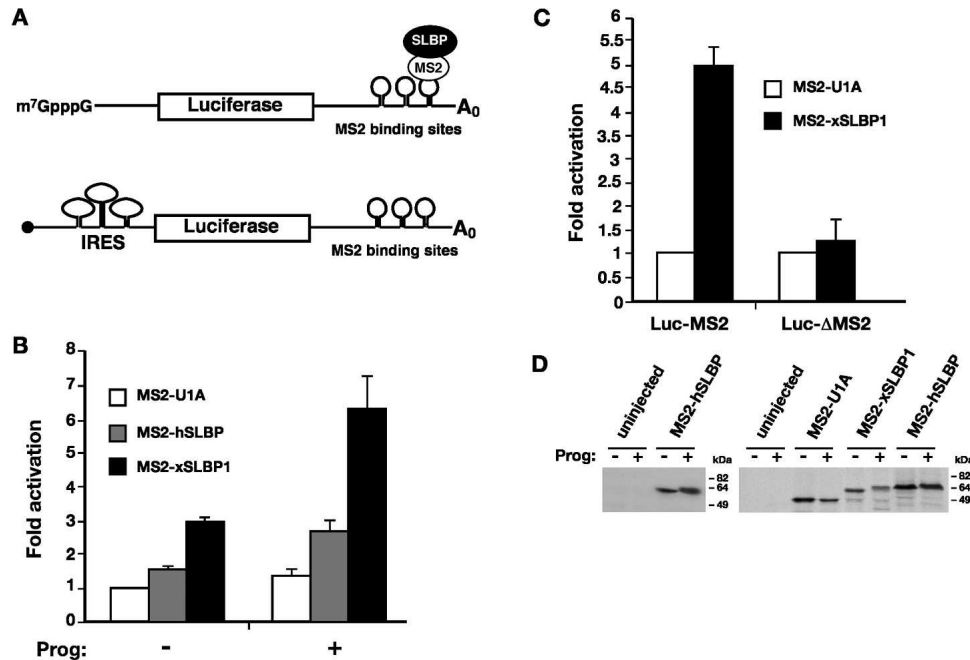 A
SLBP
MS2
m⁷GpppG
Luciferase
A₀
MS2 binding sites
IRES
Luciferase
A₀
MS2 binding sites
B
Fold activation
8
7
6
5
4
3
2
1
0
MS2-U1A
MS2-hSLBP
MS2-xSLBP1
Prog: - +
C
Fold activation
6
5.5
5
4.5
4
3.5
3
2.5
2
1.5
1
0.5
0
MS2-U1A
MS2-xSLBP1
Luc-MS2 Luc-ΔMS2
D
uninjected MS2-hSLBP uninjected MS2-U1A MS2-xSLBP1 MS2-hSLBP
Prog: - + - + kDa - + - + - + - + kDa
- 82 - 82
- 64 - 64
- 49 - 49